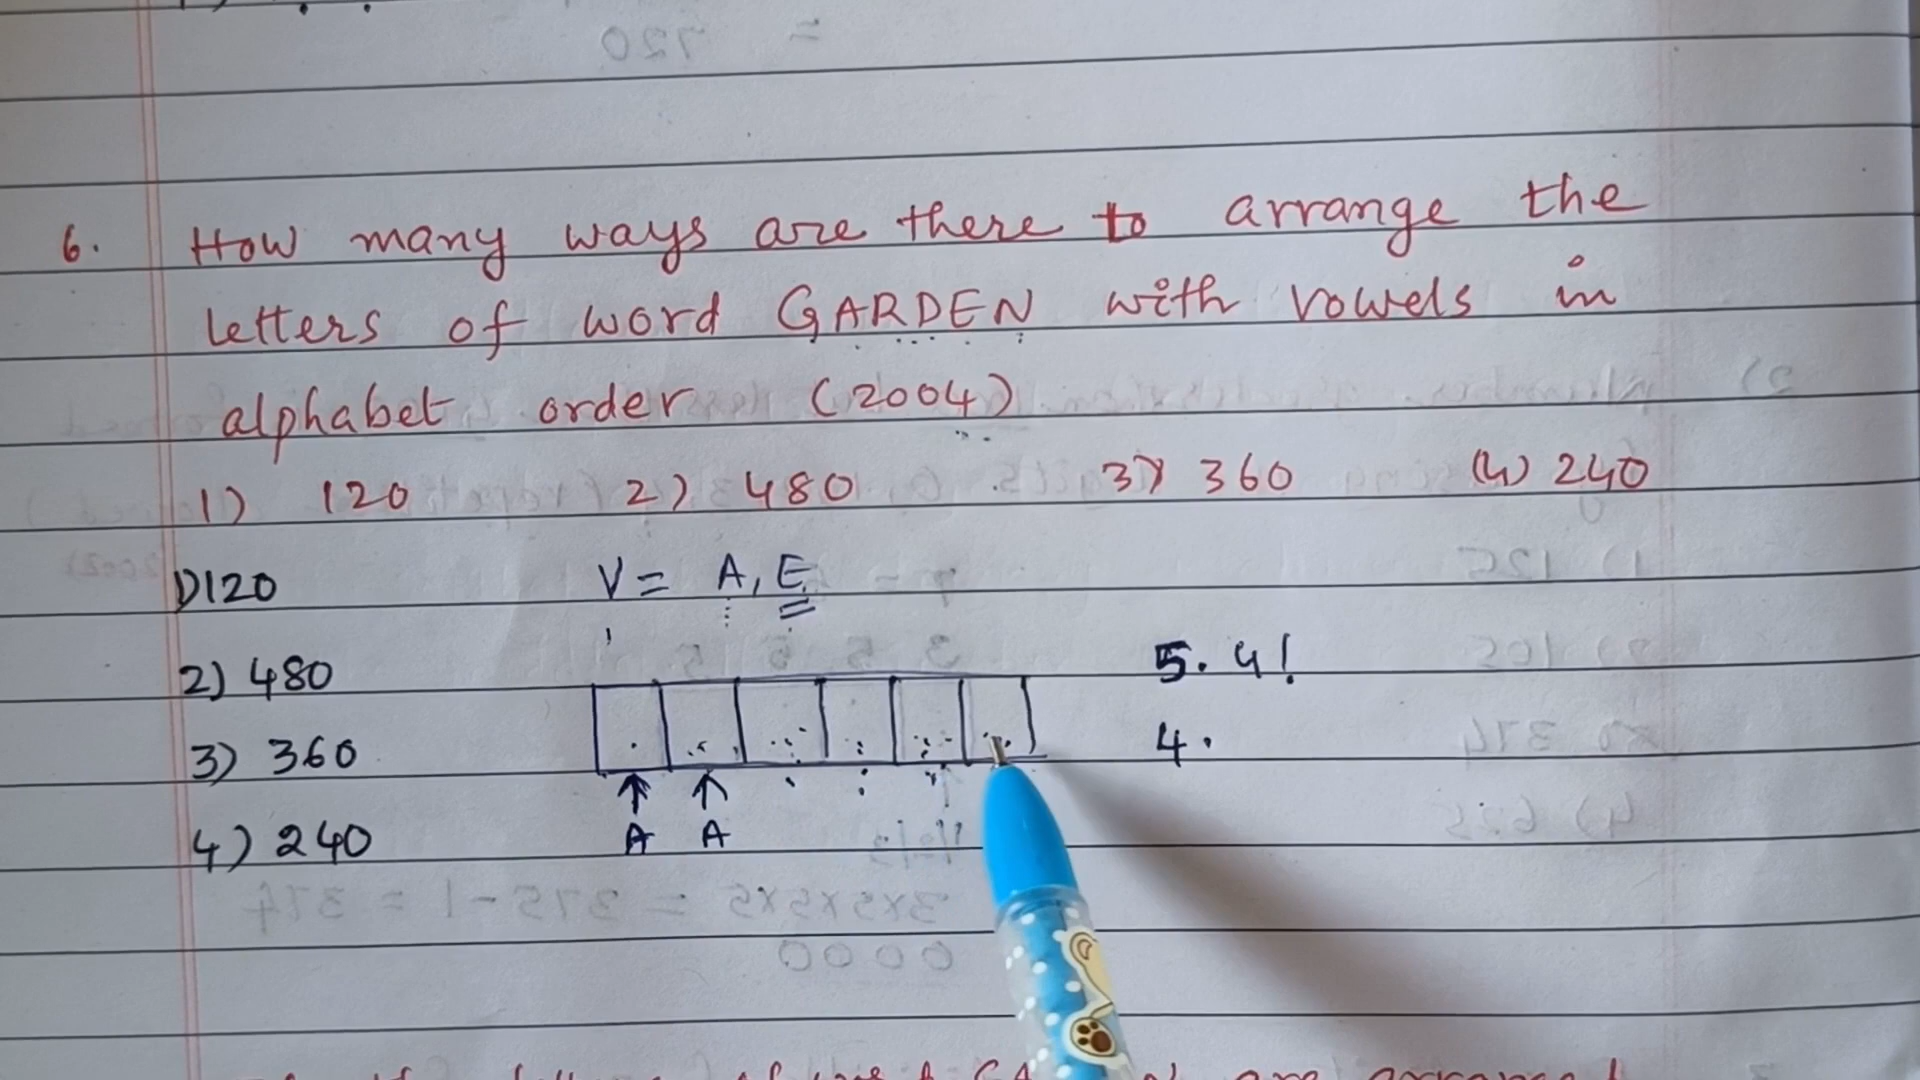 6. How many ways are there to arrange the
letters of word GARDEN with vowels in
alphabet order (2004)
1) 120 2) 480 3) 360 (4) 240
1) 120 V = A, E
2) 480 5. 4!
3) 360 4.
4) 240 A A